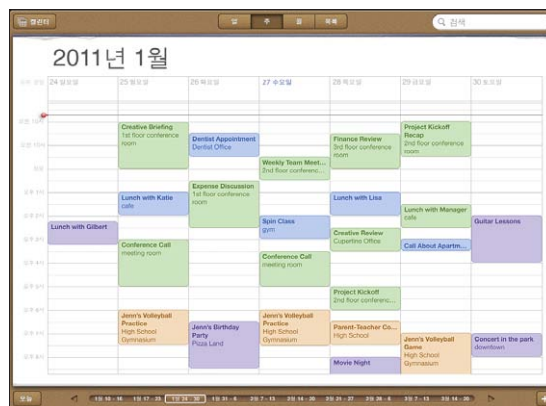 캘린더
일 주 월 목록
검색
2011년 1월
24 일요일 25 월요일 26 화요일 27 수요일 28 목요일 29 금요일 30 토요일
Creative Briefing
1st floor conference
room
Dentist Appointment
Dentist Office
Finance Review
3rd floor conference
room
Project Kickoff
Recap
2nd floor conference
room
Weekly Team Meet...
2nd floor conferenc...
Expense Discussion
1st floor conference
room
Lunch with Katie
cafe
Lunch with Lisa
Lunch with Manager
cafe
Lunch with Gilbert
Spin Class
gym
Guitar Lessons
Creative Review
Cupertino Office
Conference Call
meeting room
Call About Apartm...
Conference Call
meeting room
Project Kickoff
2nd floor conferenc...
Jenn's Volleyball
Practice
High School
Gymnasium
Jenn's Birthday
Party
Pizza Land
Jenn's Volleyball
Practice
High School
Gymnasium
Parent-Teacher Co...
High School
Jenn's Volleyball
Game
High School
Gymnasium
Concert in the park
downtown
Movie Night
오늘